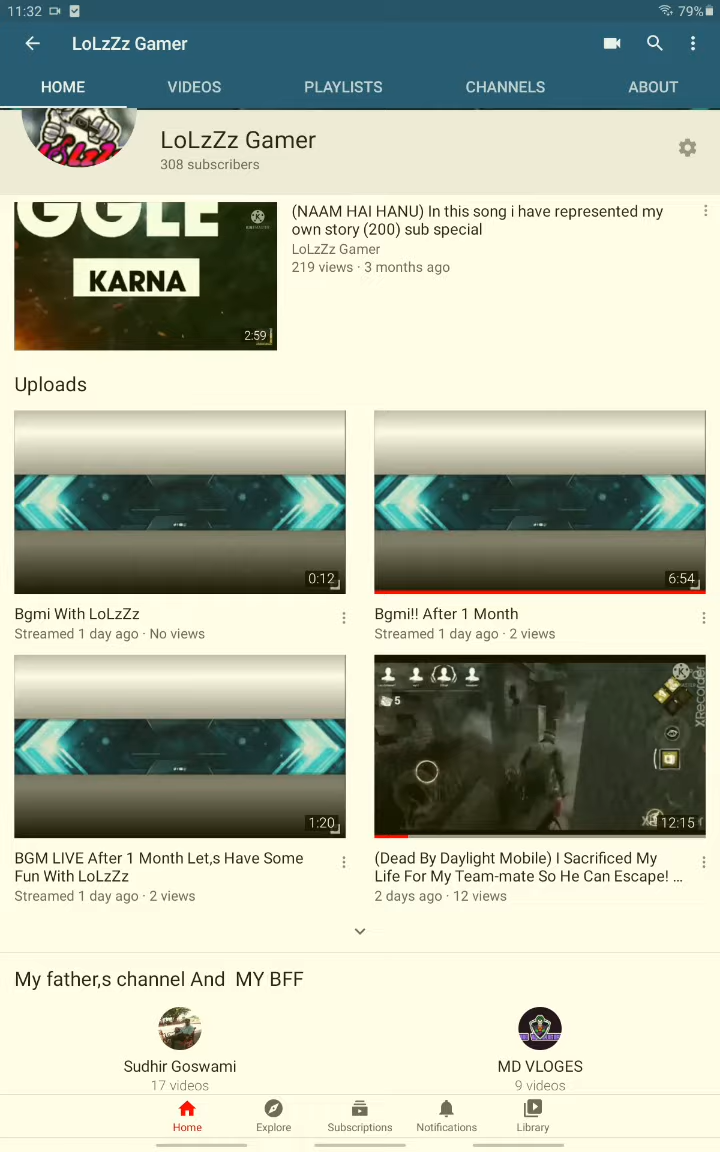 11:32
79%
LoLzZz Gamer
HOME VIDEOS PLAYLISTS CHANNELS ABOUT
LoLzZz Gamer
308 subscribers
GGLE
KARNA
2:59
(NAAM HAI HANU) In this song i have represented my
own story (200) sub special
LoLzZz Gamer
219 views · 3 months ago
Uploads
0:12
6:54
Bgmi With LoLzZz
Streamed 1 day ago · No views
Bgmi!! After 1 Month
Streamed 1 day ago · 2 views
1:20
5
XRecorder
12:15
BGM LIVE After 1 Month Let,s Have Some
Fun With LoLzZz
Streamed 1 day ago · 2 views
(Dead By Daylight Mobile) I Sacrificed My
Life For My Team-mate So He Can Escape! ...
2 days ago · 12 views
My father,s channel And MY BFF
Sudhir Goswami
17 videos
MD VLOGES
9 videos
Home Explore Subscriptions Notifications Library